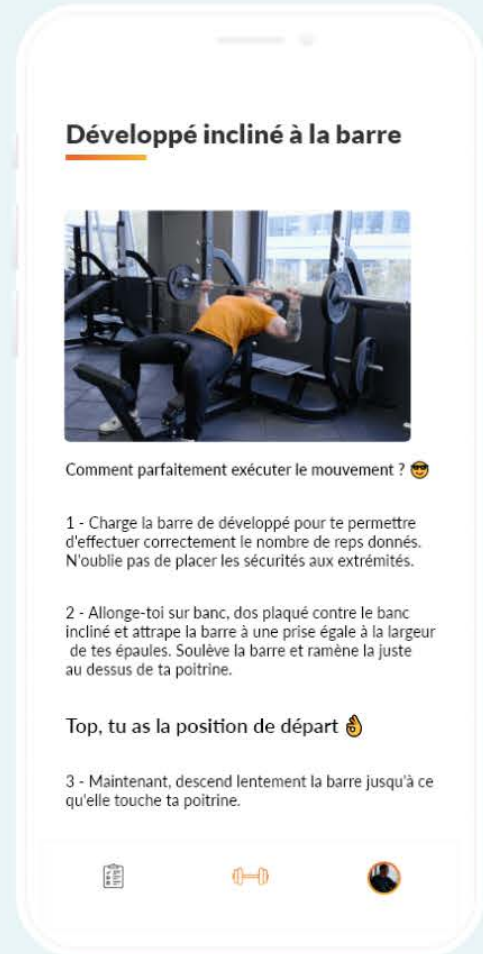 Développé incliné à la barre
Comment parfaitement exécuter le mouvement ? 😎
1 - Charge la barre de développé pour te permettre
d'effectuer correctement le nombre de reps donnés.
N'oublie pas de placer les sécurités aux extrémités.
2 - Allonge-toi sur banc, dos plaqué contre le banc
incliné et attrape la barre à une prise égale à la largeur
de tes épaules. Soulève la barre et ramène la juste
au dessus de ta poitrine.
Top, tu as la position de départ 👌
3 - Maintenant, descend lentement la barre jusqu'à ce
qu'elle touche ta poitrine.